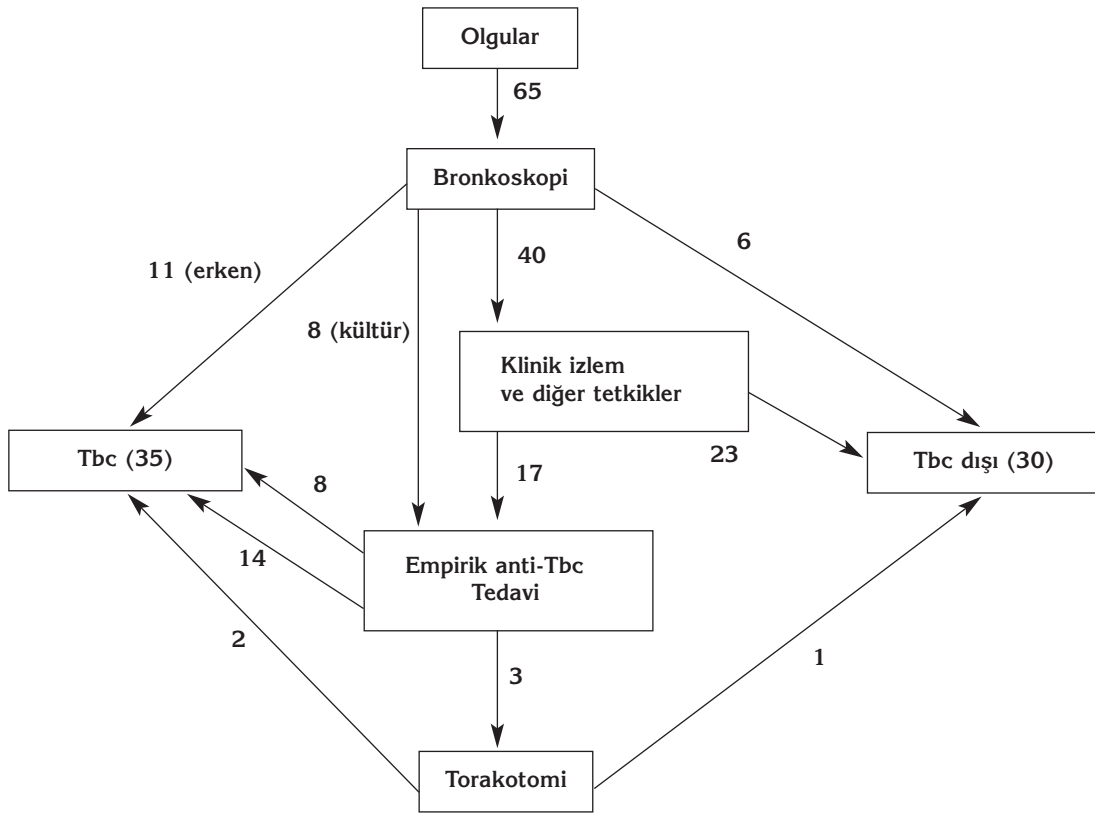 Olgular
65
Bronkoskopi
11 (erken)
8 (kültür)
40
6
Klinik izlem
ve diğer tetkikler
Tbc (35)
8
17
23
Tbc dışı (30)
14
Empirik anti-Tbc
Tedavi
2
3
1
Torakotomi